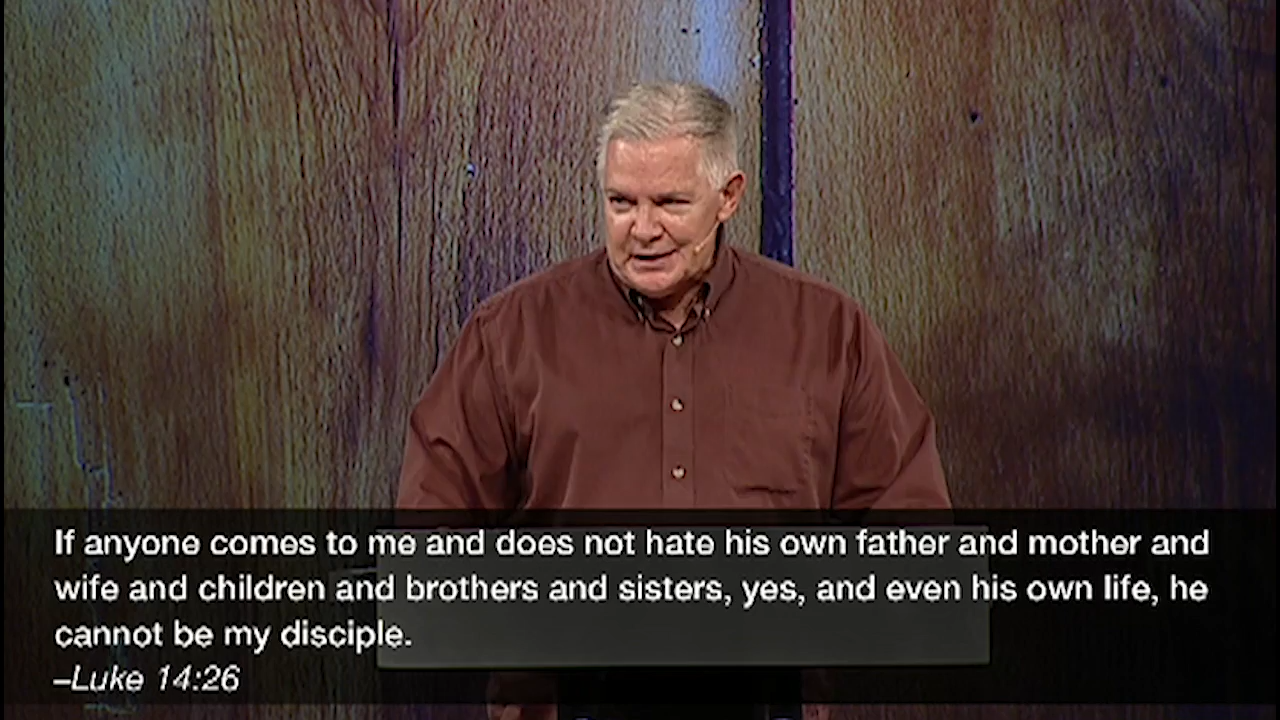 If anyone comes to me and does not hate his own father and mother and
wife and children and brothers and sisters, yes, and even his own life, he
cannot be my disciple.
–Luke 14:26